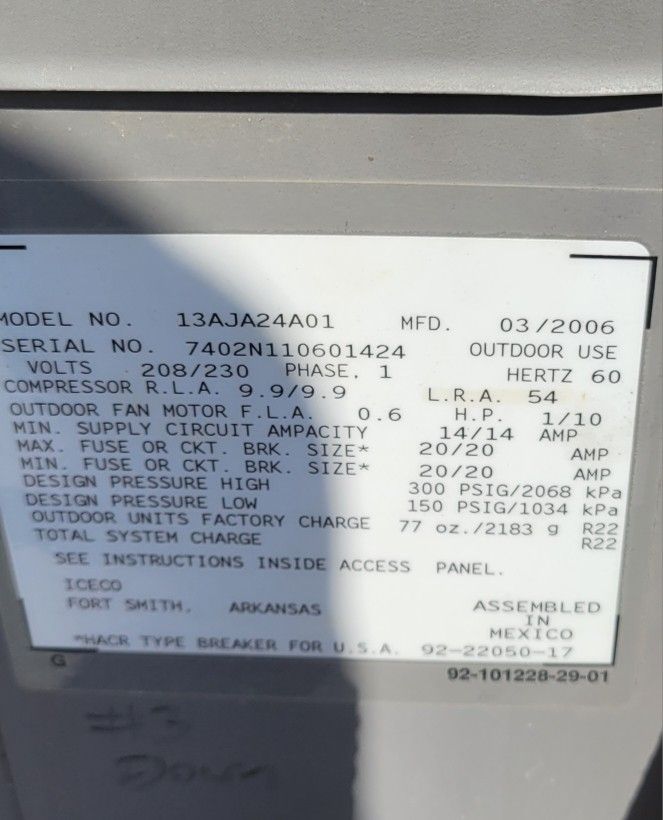 MODEL NO. 13AJA24A01 MFD. 03/2006
SERIAL NO. 7402N110601424 OUTDOOR USE
VOLTS 208/230 PHASE. 1 HERTZ 60
COMPRESSOR R.L.A. 9.9/9.9 L.R.A. 54
OUTDOOR FAN MOTOR F.L.A. 0.6 H.P. 1/10
MIN. SUPPLY CIRCUIT AMPACITY 14/14 AMP
MAX. FUSE OR CKT. BRK. SIZE* 20/20 AMP
MIN. FUSE OR CKT. BRK. SIZE* 20/20 AMP
DESIGN PRESSURE HIGH 300 PSIG/2068 kPa
DESIGN PRESSURE LOW 150 PSIG/1034 kPa
OUTDOOR UNITS FACTORY CHARGE 77 oz./2183 g R22
TOTAL SYSTEM CHARGE R22
SEE INSTRUCTIONS INSIDE ACCESS PANEL.
ICECO
FORT SMITH, ARKANSAS ASSEMBLED
IN
MEXICO
*HACR TYPE BREAKER FOR U.S.A. 92-22050-17
G 92-101228-29-01
#3
Down